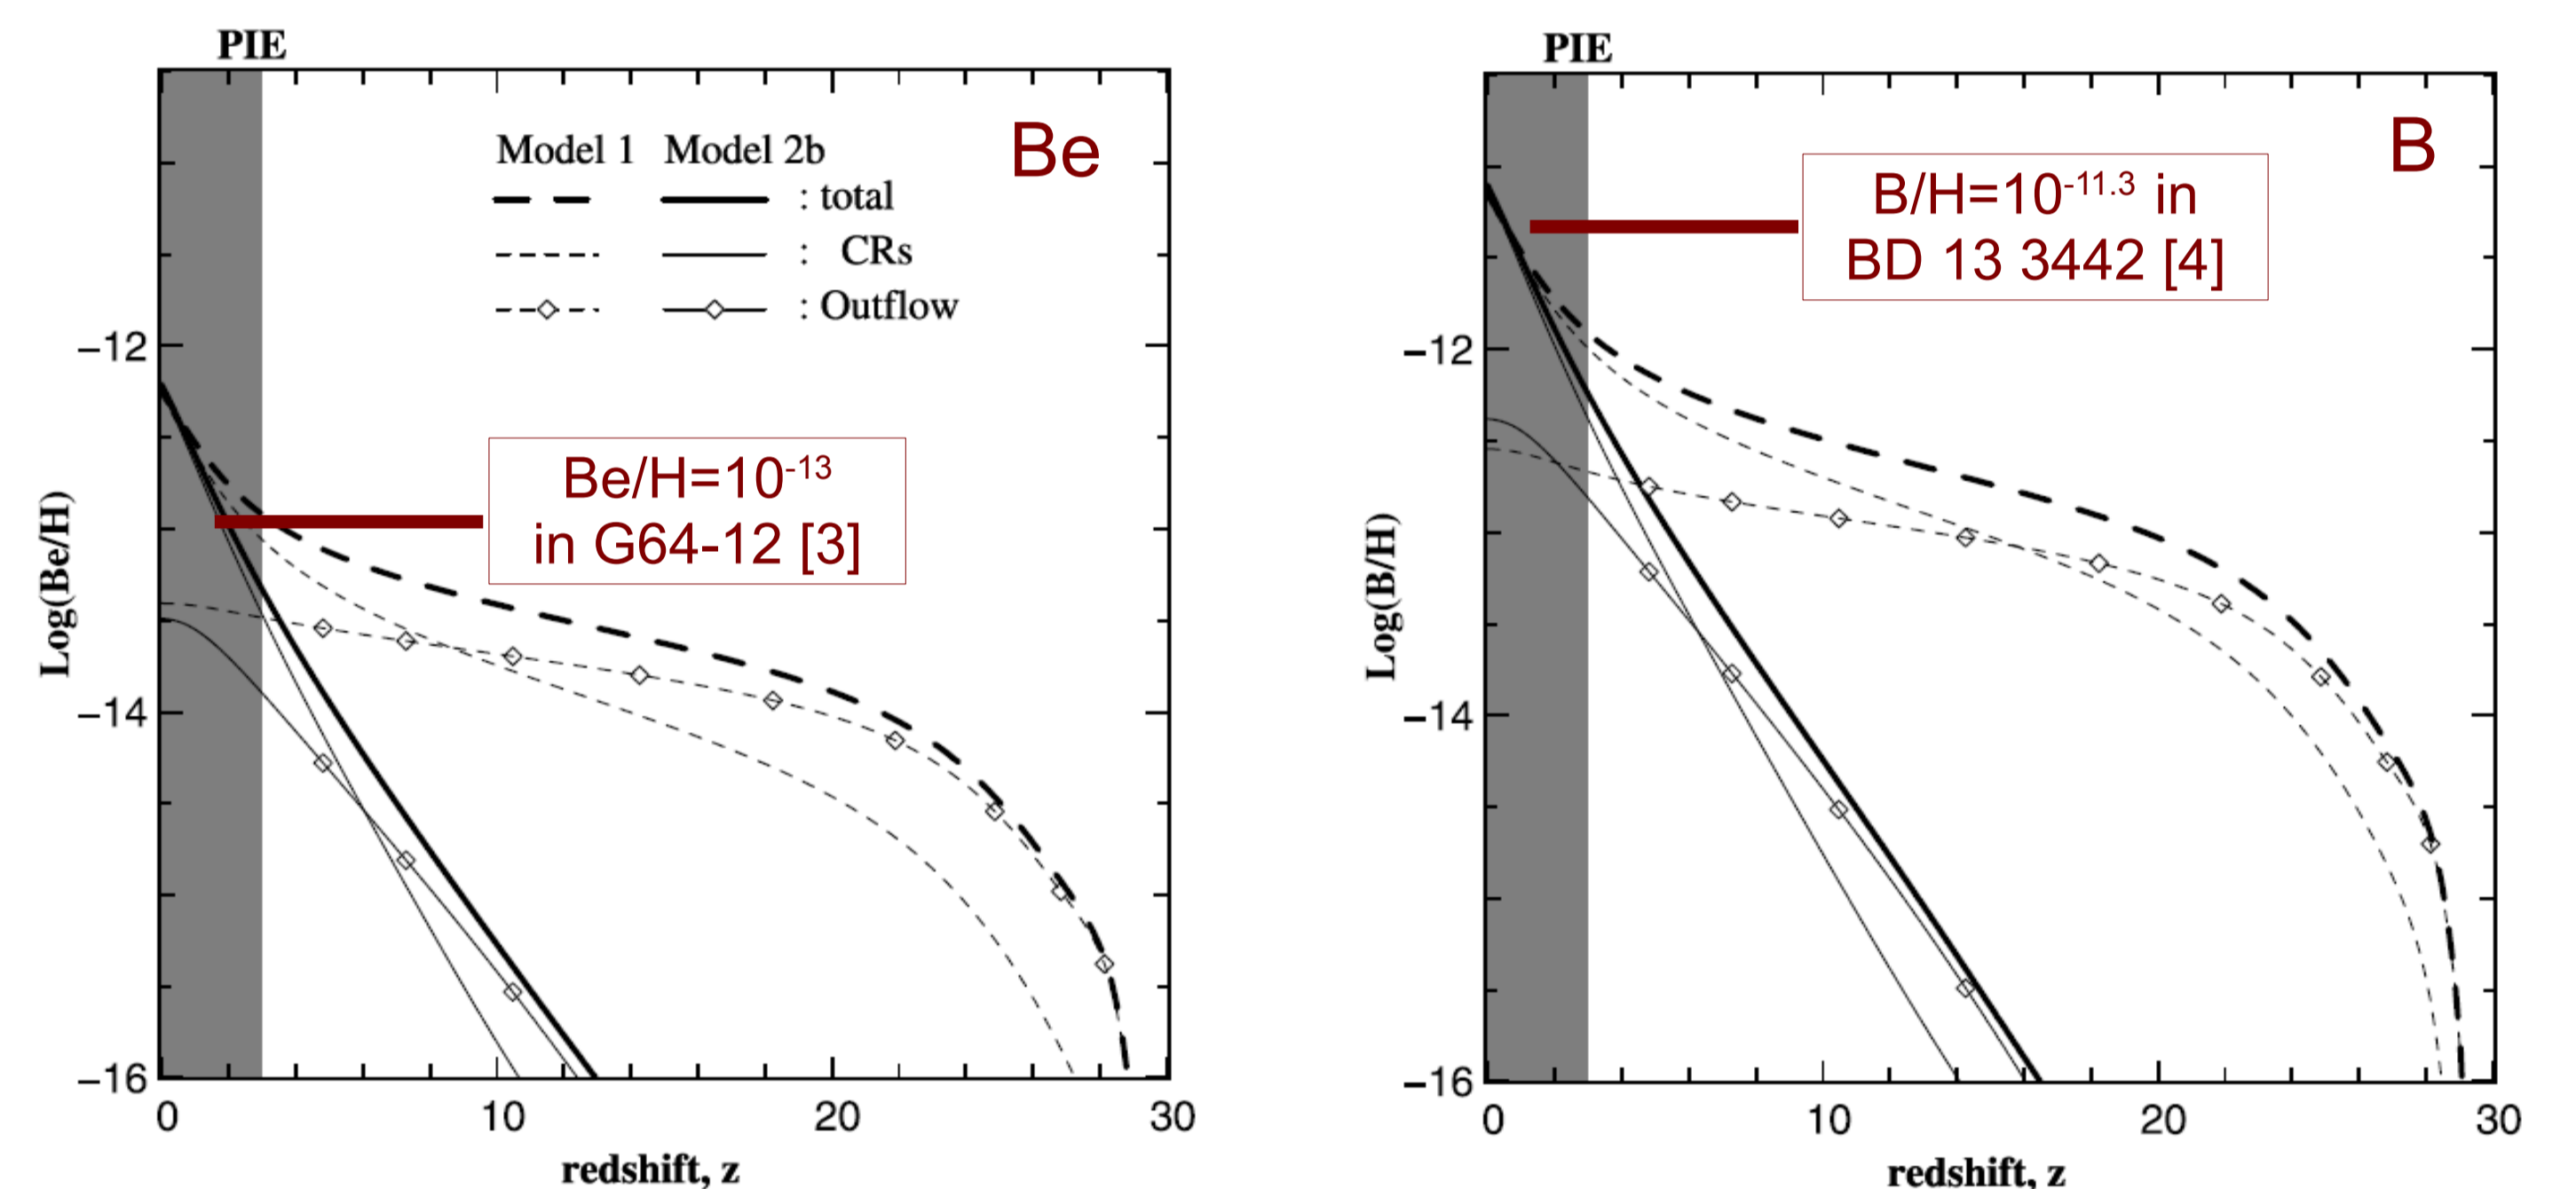 PIE
Be
Model 1 Model 2b
: total
: CRs
: Outflow
Be/H=10^-13
in G64-12 [3]
Log(Be/H)
−12
−14
−16
0 10 20 30
redshift, z
PIE
B
B/H=10^-11.3 in
BD 13 3442 [4]
Log(B/H)
−12
−14
−16
0 10 20 30
redshift, z